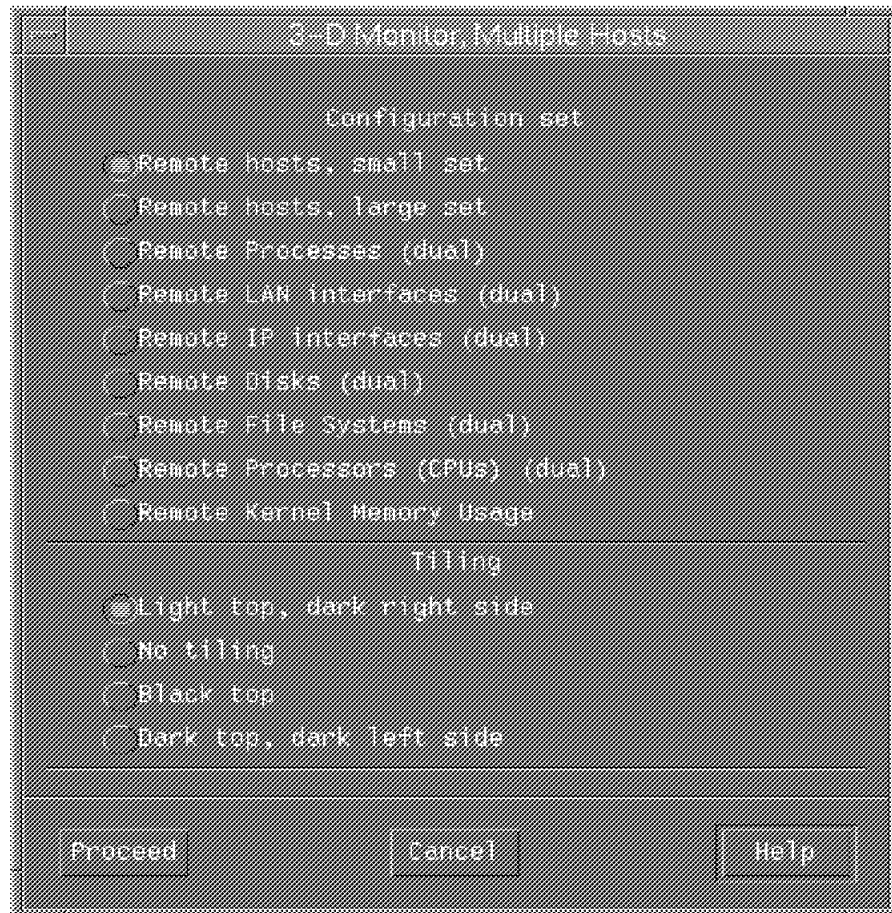 3-D Monitor, Multiple Hosts
Configuration set
Remote hosts, small set
Remote hosts, large set
Remote Processes (dual)
Remote LAN interfaces (dual)
Remote IP interfaces (dual)
Remote Disks (dual)
Remote File Systems (dual)
Remote Processors (CPUs) (dual)
Remote Kernel Memory Usage
Tiling
Light top, dark right side
No tiling
Black top
Dark top, dark left side
Proceed
Cancel
Help